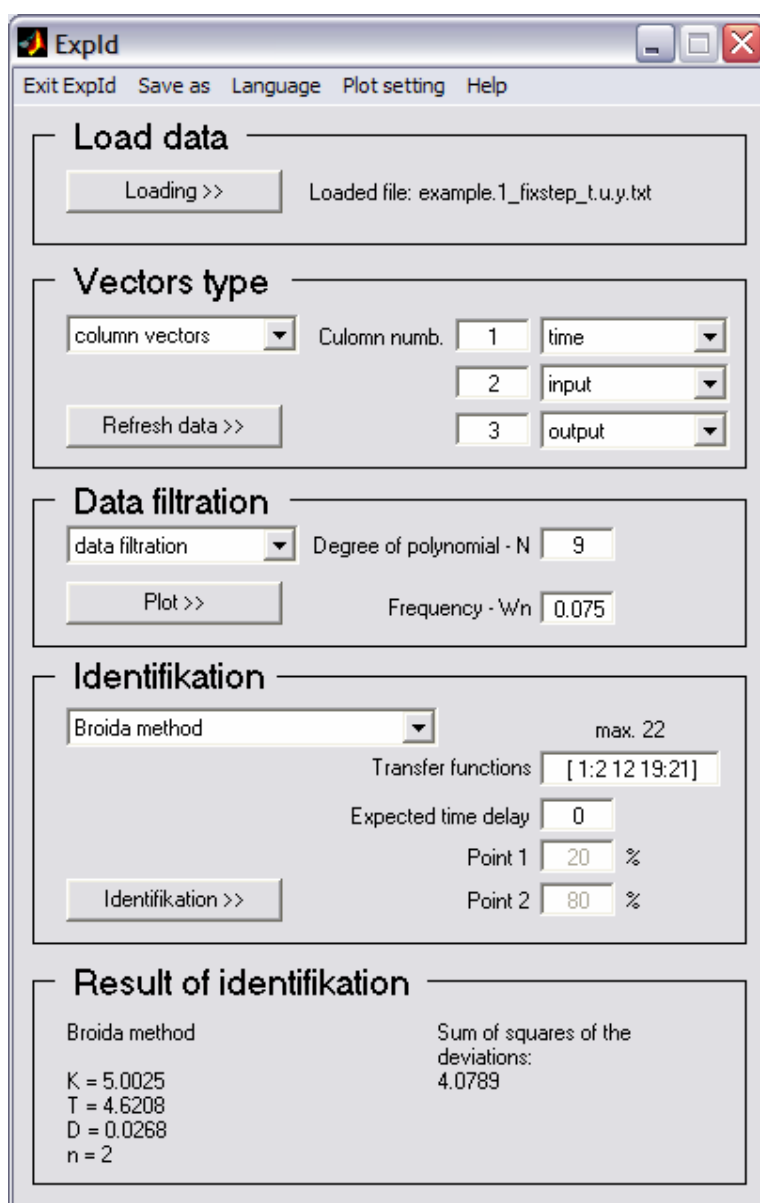 ExpId
Exit ExpId Save as Language Plot setting Help
Load data
Loading >> Loaded file: example.1_fixstep_t.u.y.txt
Vectors type
column vectors Culomn numb. 1 time
2 input
Refresh data >> 3 output
Data filtration
data filtration Degree of polynomial - N 9
Plot >> Frequency - Wn 0.075
Identifikation
Broida method max. 22
Transfer functions [ 1:2 12 19:21]
Expected time delay 0
Point 1 20 %
Identifikation >> Point 2 80 %
Result of identifikation
Broida method Sum of squares of the
deviations:
K = 5.0025 4.0789
T = 4.6208
D = 0.0268
n = 2